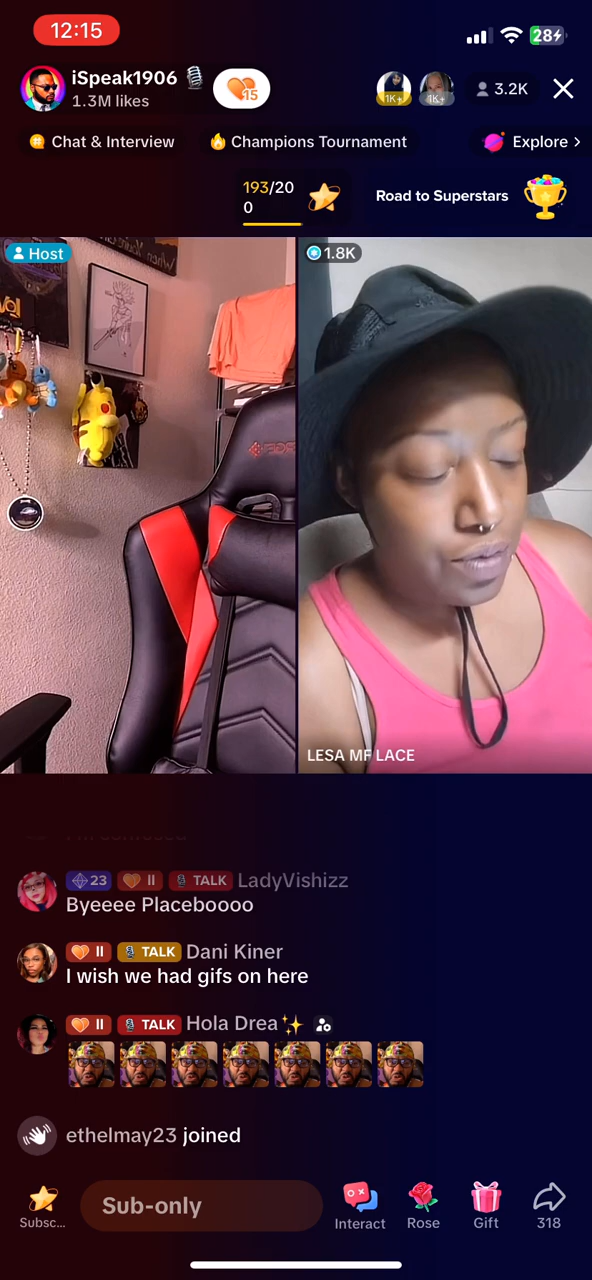 12:15
28
iSpeak1906
1.3M likes
15
1K+
1K+
3.2K
Chat & Interview
Champions Tournament
Explore >
193/20
0
Road to Superstars
Host
1.8K
LESA MF LACE
23 II TALK LadyVishizz
Byeeee Placeboooo
II TALK Dani Kiner
I wish we had gifs on here
II TALK Hola Drea
ethelmay23 joined
Subsc...
Sub-only
Interact
Rose
Gift
318